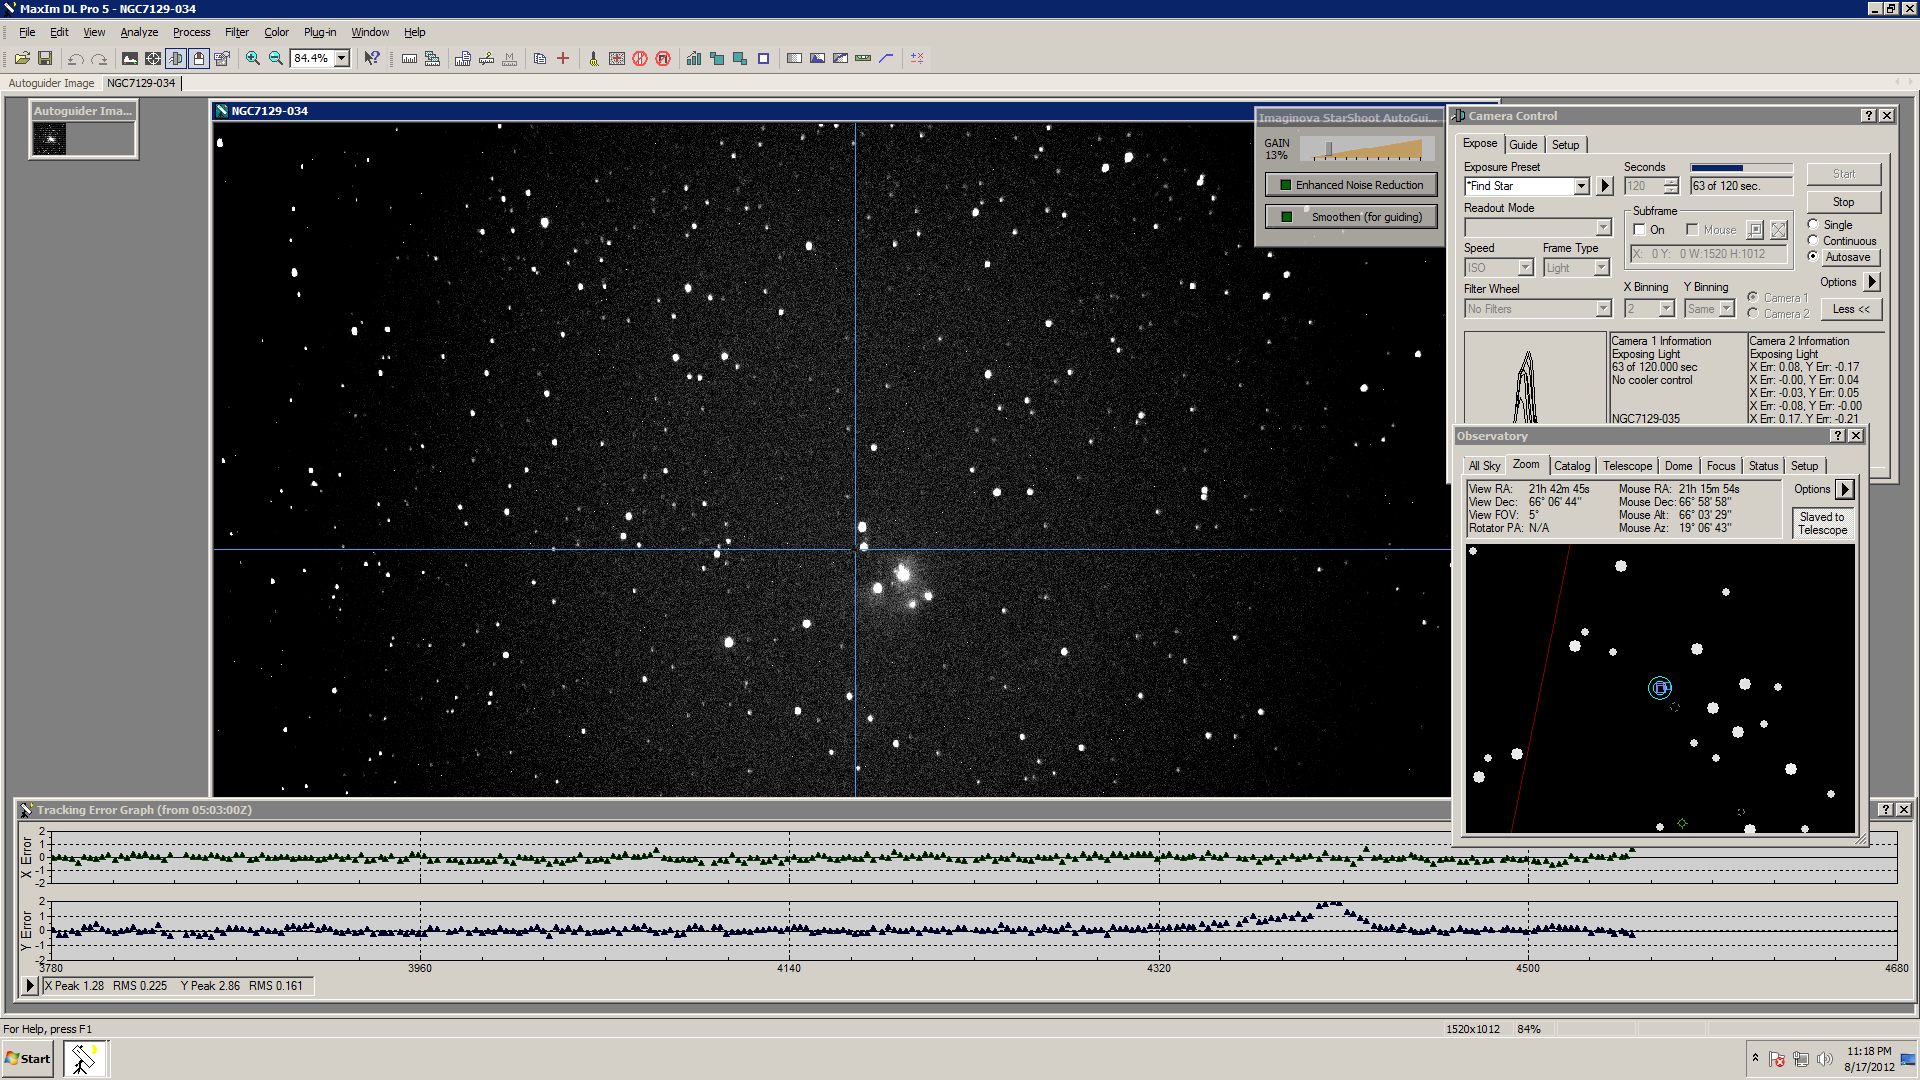 MaxIm DL Pro 5 - NGC7129-034
File Edit View Analyze Process Filter Color Plug-in Window Help
84.4%
Autoguider Image NGC7129-034
Autoguider Ima...
NGC7129-034
Imaginova StarShoot AutoGui...
GAIN
13%
Enhanced Noise Reduction
Smoothen (for guiding)
Camera Control
Expose Guide Setup
Exposure Preset Seconds
*Find Star 120 63 of 120 sec. Start
Stop
Readout Mode Subframe
On Mouse
X: 0 Y: 0 W:1520 H:1012
Single
Continuous
Autosave
Speed Frame Type
ISO Light
Options
Filter Wheel X Binning Y Binning
No Filters 2 Same
Camera 1
Camera 2
Less <<
Camera 1 Information
Exposing Light
63 of 120.000 sec
No cooler control
NGC7129-035
Camera 2 Information
Exposing Light
X Err: 0.08, Y Err: -0.17
X Err: -0.00, Y Err: 0.04
X Err: -0.03, Y Err: 0.05
X Err: -0.08, Y Err: -0.00
X Err: 0.17, Y Err: -0.21
Observatory
All Sky Zoom Catalog Telescope Dome Focus Status Setup
View RA: 21h 42m 45s Mouse RA: 21h 15m 54s
View Dec: 66° 06' 44" Mouse Dec: 66° 58' 58"
View FOV: 5° Mouse Alt: 66° 03' 29"
Rotator PA: N/A Mouse Az: 19° 06' 43"
Options
Slaved to
Telescope
Tracking Error Graph (from 05:03:00Z)
X Error
2
1
0
-1
-2
Y Error
2
1
0
-1
-2
3780 3960 4140 4320 4500 4680
X Peak 1.28 RMS 0.225 Y Peak 2.86 RMS 0.161
For Help, press F1 1520x1012 84%
Start
11:18 PM
8/17/2012